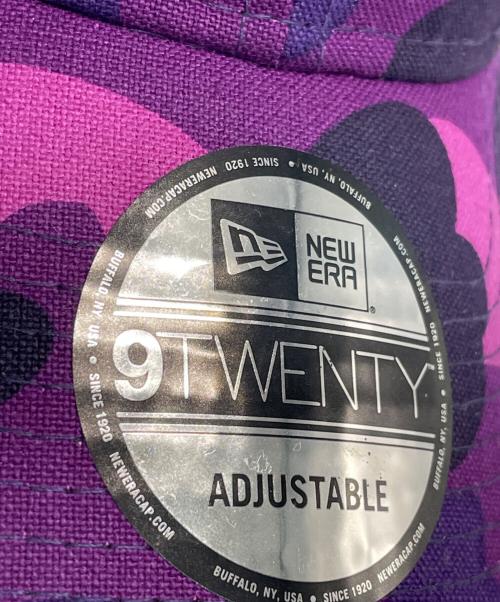 NEW
ERA
®
9TWENTY
ADJUSTABLE
BUFFALO, NY, USA • SINCE 1920 NEWERACAP.COM
BUFFALO, NY, USA • SINCE 1920 NEWERACAP.COM
BUFFALO, NY, USA • SINCE 1920 NEWERACAP.COM
BUFFALO, NY, USA • SINCE 1920 NEWERACAP.COM